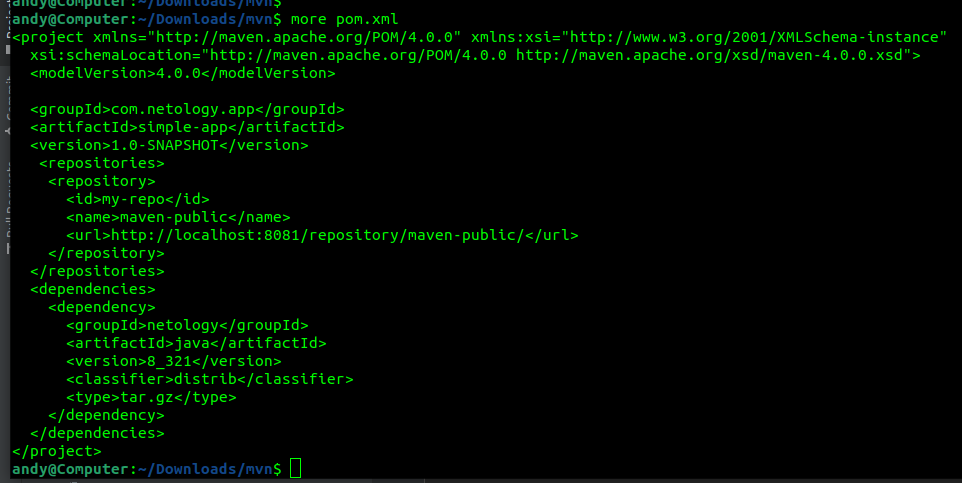 andy@Computer:~/Downloads/mvn$
andy@Computer:~/Downloads/mvn$ more pom.xml
<project xmlns="http://maven.apache.org/POM/4.0.0" xmlns:xsi="http://www.w3.org/2001/XMLSchema-instance"
  xsi:schemaLocation="http://maven.apache.org/POM/4.0.0 http://maven.apache.org/xsd/maven-4.0.0.xsd">
  <modelVersion>4.0.0</modelVersion>

  <groupId>com.netology.app</groupId>
  <artifactId>simple-app</artifactId>
  <version>1.0-SNAPSHOT</version>
   <repositories>
    <repository>
      <id>my-repo</id>
      <name>maven-public</name>
      <url>http://localhost:8081/repository/maven-public/</url>
    </repository>
  </repositories>
  <dependencies>
    <dependency>
      <groupId>netology</groupId>
      <artifactId>java</artifactId>
      <version>8_321</version>
      <classifier>distrib</classifier>
      <type>tar.gz</type>
    </dependency>
  </dependencies>
</project>
andy@Computer:~/Downloads/mvn$